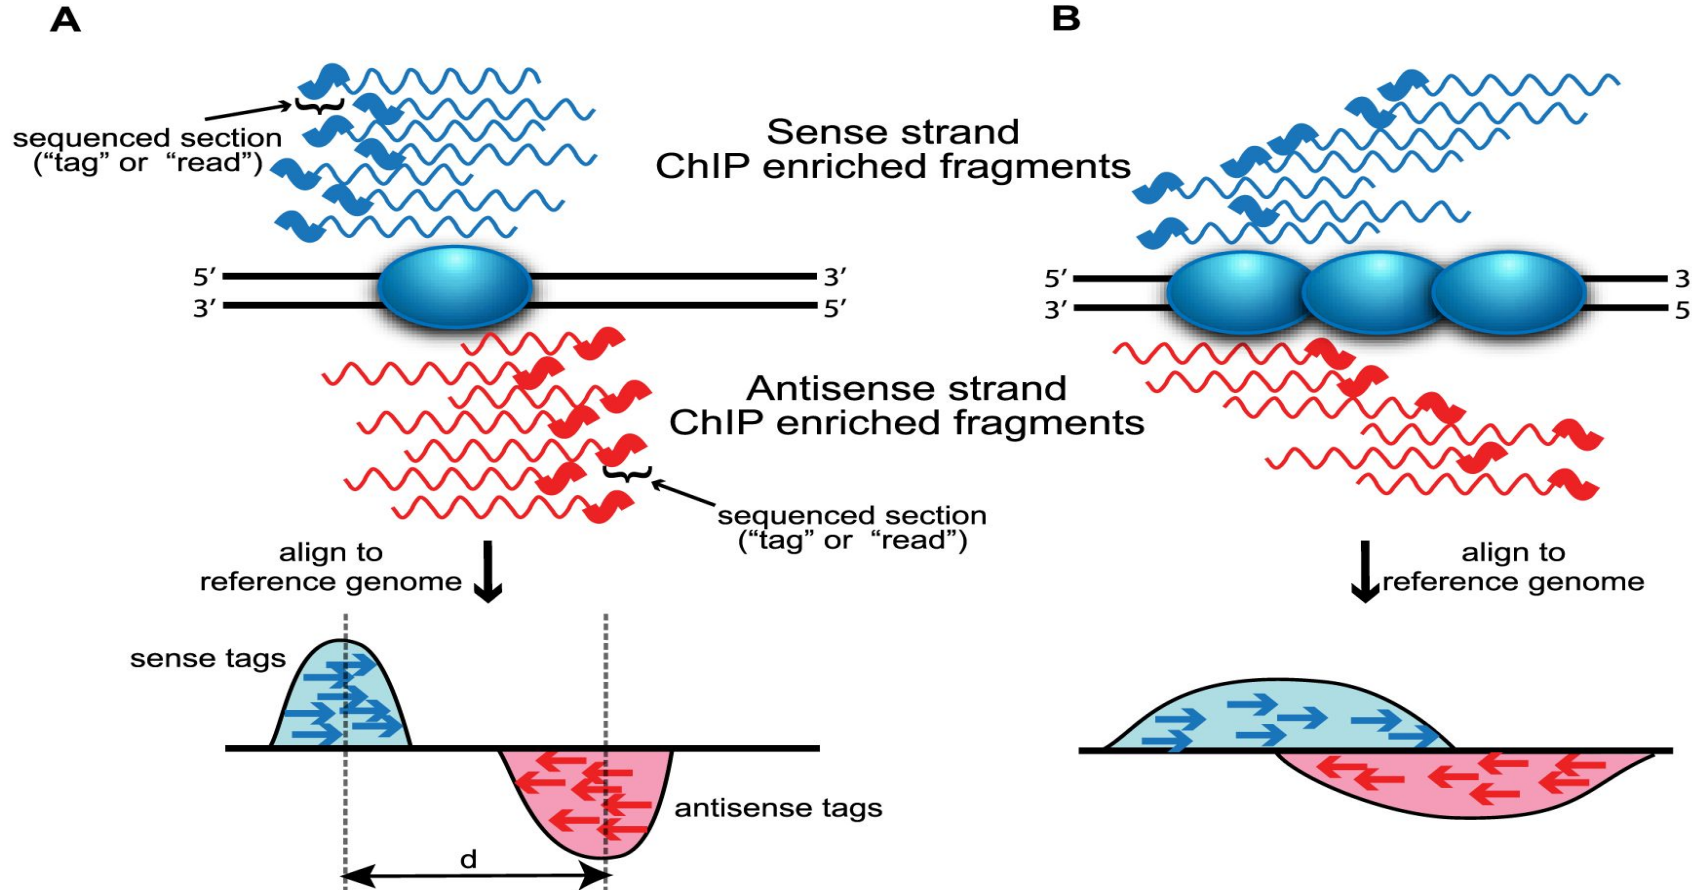 A
B
sequenced section
(“tag” or “read”)
Sense strand
ChIP enriched fragments
5′
3′
3′
5′
5′
3
3′
5
Antisense strand
ChIP enriched fragments
sequenced section
(“tag” or “read”)
align to
reference genome
align to
reference genome
sense tags
antisense tags
d